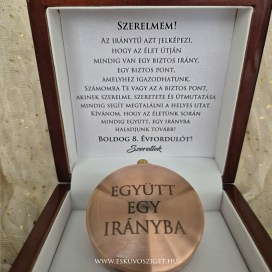 SZERELMEM!
AZ IRÁNYTŰ AZT JELKÉPEZI,
HOGY AZ ÉLET ÚTJÁN
MINDIG VAN EGY BIZTOS IRÁNY,
EGY BIZTOS PONT,
AMELYHEZ IGAZODHATUNK.
SZÁMOMRA TE VAGY AZ A BIZTOS PONT,
AKINEK SZERELME, SZERETETE ÉS ÚTMUTATÁSA
MINDIG SEGÍT MEGTALÁLNI A HELYES UTAT.
KÍVÁNOM, HOGY AZ ÉLETÜNK SORÁN
MINDIG EGYÜTT, EGY IRÁNYBA
HALADJUNK TOVÁBB!
BOLDOG 8. ÉVFORDULÓT!
Szeretlek
EGYÜTT
EGY
IRÁNYBA
WWW.ESKUVOSZIGET.HU